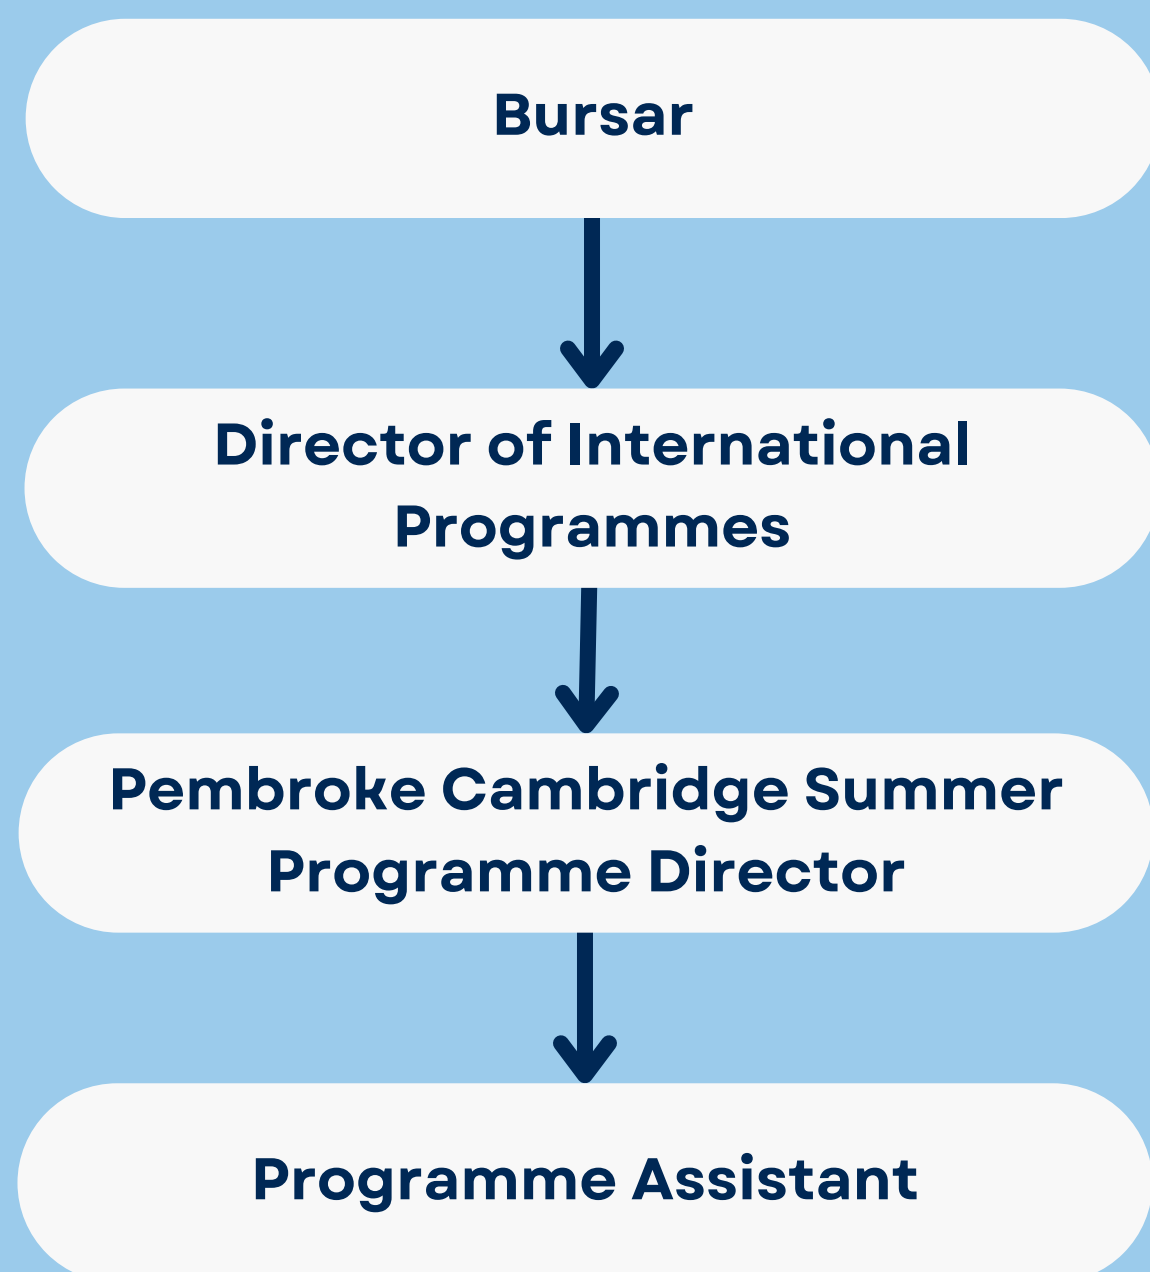 Bursar
Director of International
Programmes
Pembroke Cambridge Summer
Programme Director
Programme Assistant